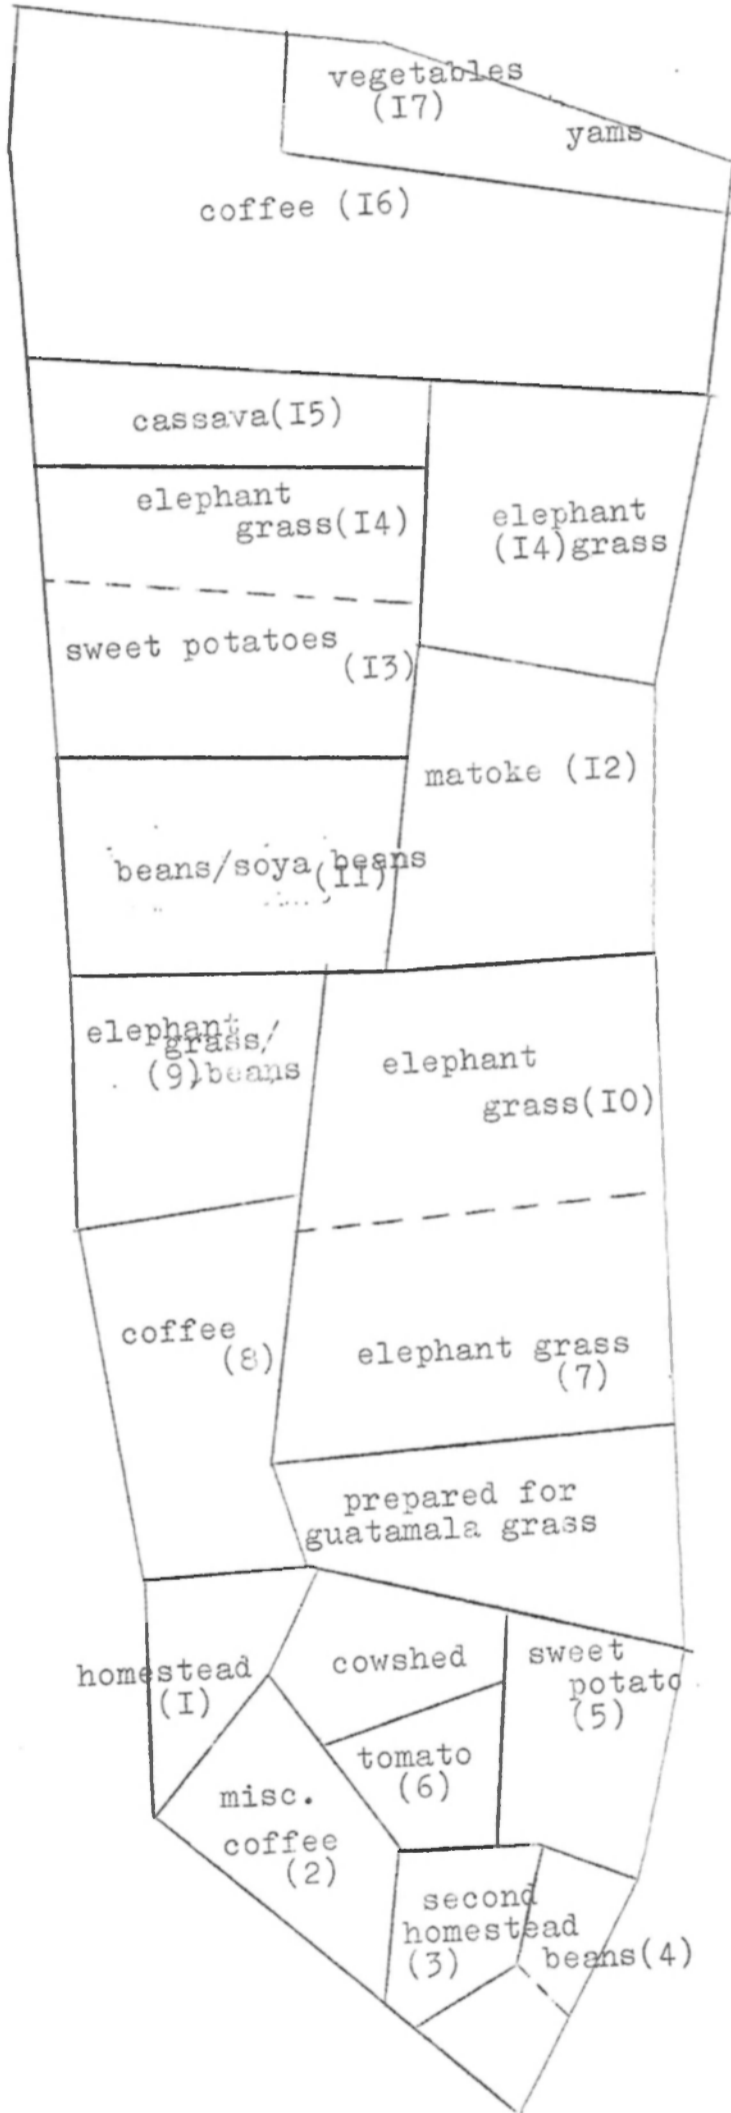 vegetables
(I7)
yams
coffee (I6)
cassava(I5)
elephant
grass(I4)
elephant
(I4)grass
sweet potatoes
(I3)
matoke (I2)
beans/soya beans
(II)
elephant
grass/
(9)beans
elephant
grass(I0)
coffee
(8)
elephant grass
(7)
prepared for
guatamala grass
homestead
(I)
cowshed
sweet
potato
(5)
tomato
(6)
misc.
coffee
(2)
second
homestead
(3)
beans(4)